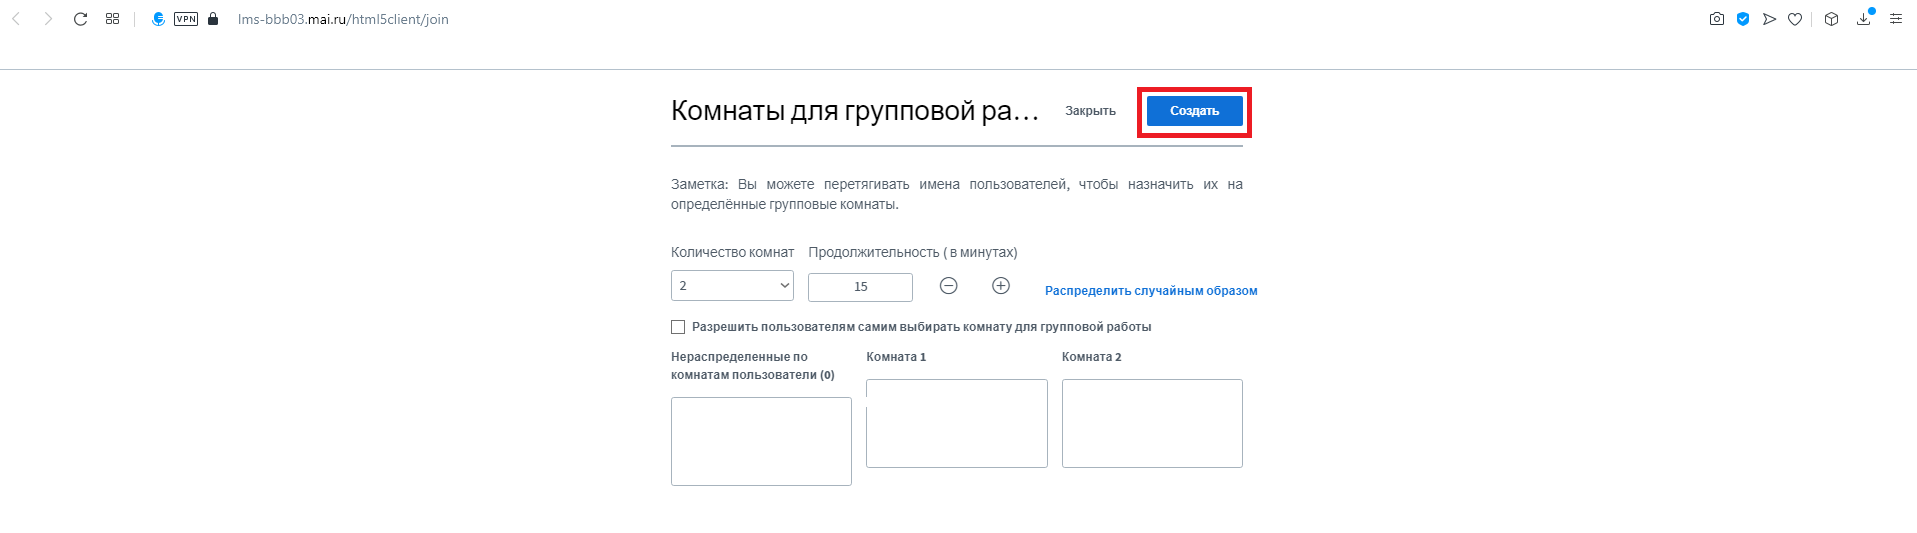 VPN lms-bbb03.mai.ru/html5client/join
Комнаты для групповой ра...
Закрыть
Создать
Заметка: Вы можете перетягивать имена пользователей, чтобы назначить их на
определённые групповые комнаты.
Количество комнат
Продолжительность ( в минутах)
2
15
Распределить случайным образом
Разрешить пользователям самим выбирать комнату для групповой работы
Нераспределенные по
комнатам пользователи (0)
Комната 1
Комната 2